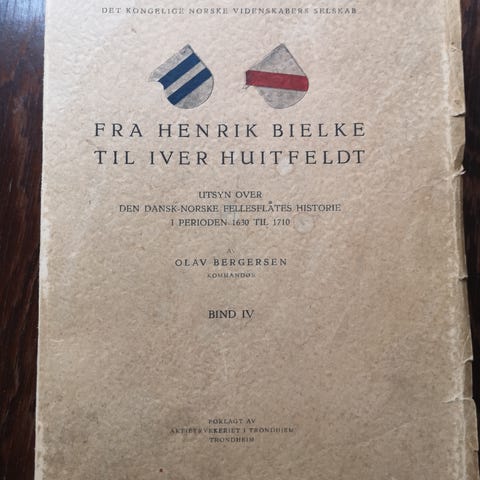 DET KONGELIGE NORSKE VIDENSKABERS SELSKAB
FRA HENRIK BIELKE
TIL IVER HUITFELDT
UTSYN OVER
DEN DANSK-NORSKE FELLESFLÅTES HISTORIE
I PERIODEN 1630 TIL 1710
AV
OLAV BERGERSEN
KOMMANDØR
BIND IV
FORLAGT AV
AKTIETRYKKERIET I TRONDHJEM
TRONDHEIM